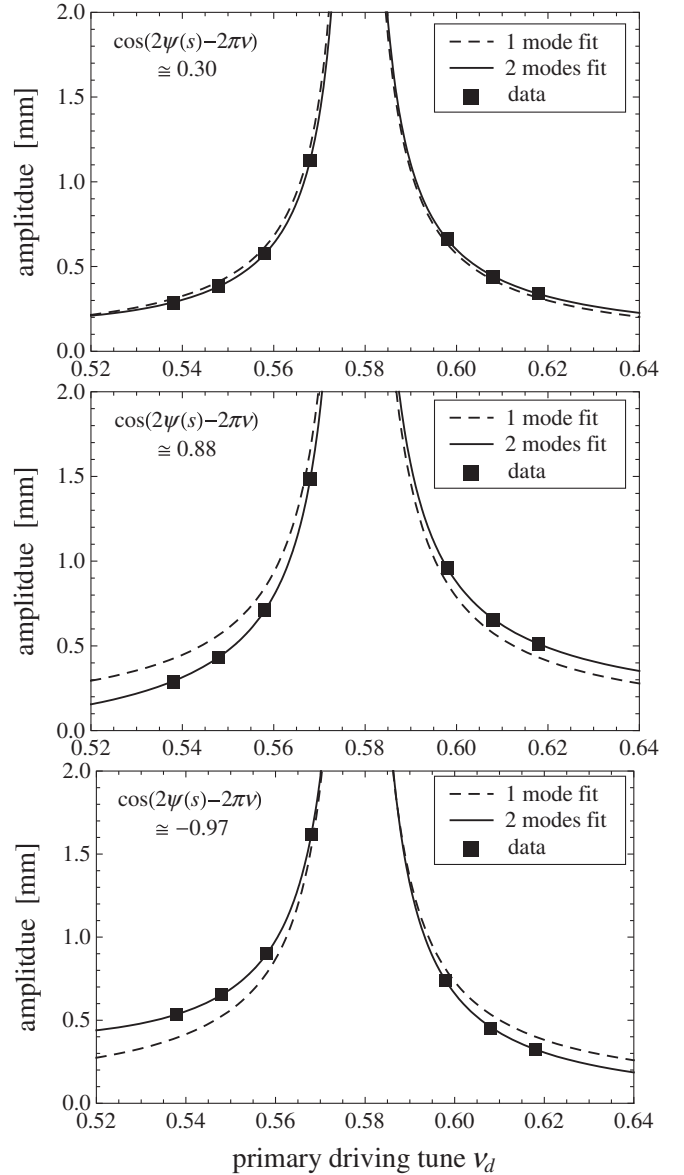 cos(2ψ(s)−2πν)
≅ 0.30
1 mode fit
2 modes fit
data
amplitdue [mm]
2.0
1.5
1.0
0.5
0.0
0.52 0.54 0.56 0.58 0.60 0.62 0.64
cos(2ψ(s)−2πν)
≅ 0.88
1 mode fit
2 modes fit
data
amplitdue [mm]
2.0
1.5
1.0
0.5
0.0
0.52 0.54 0.56 0.58 0.60 0.62 0.64
cos(2ψ(s)−2πν)
≅ −0.97
1 mode fit
2 modes fit
data
amplitdue [mm]
2.0
1.5
1.0
0.5
0.0
0.52 0.54 0.56 0.58 0.60 0.62 0.64
primary driving tune ν_d